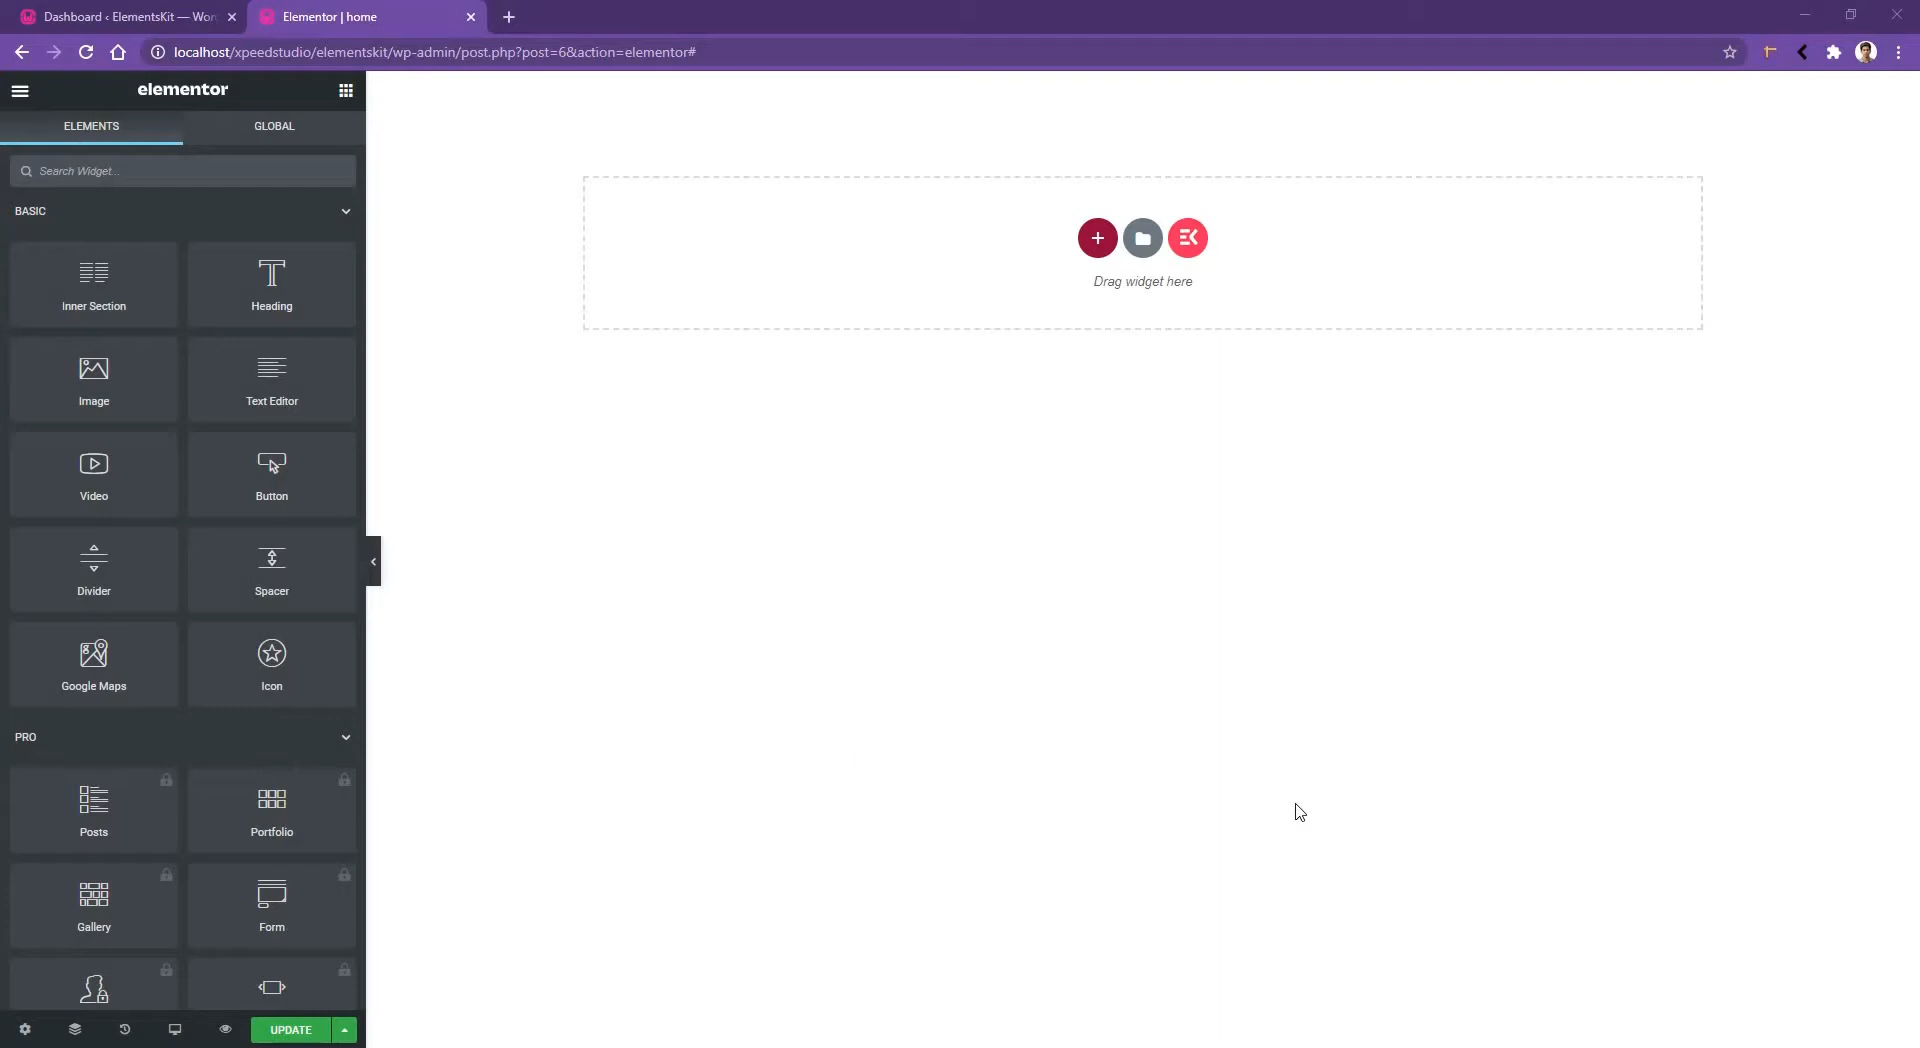 Dashboard ‹ ElementsKit — Wor
Elementor | home
localhost/xpeedstudio/elementskit/wp-admin/post.php?post=6&action=elementor#
elementor
ELEMENTS
GLOBAL
Search Widget...
BASIC
Inner Section
Heading
Image
Text Editor
Video
Button
Divider
Spacer
Google Maps
Icon
PRO
Posts
Portfolio
Gallery
Form
UPDATE
EK
Drag widget here